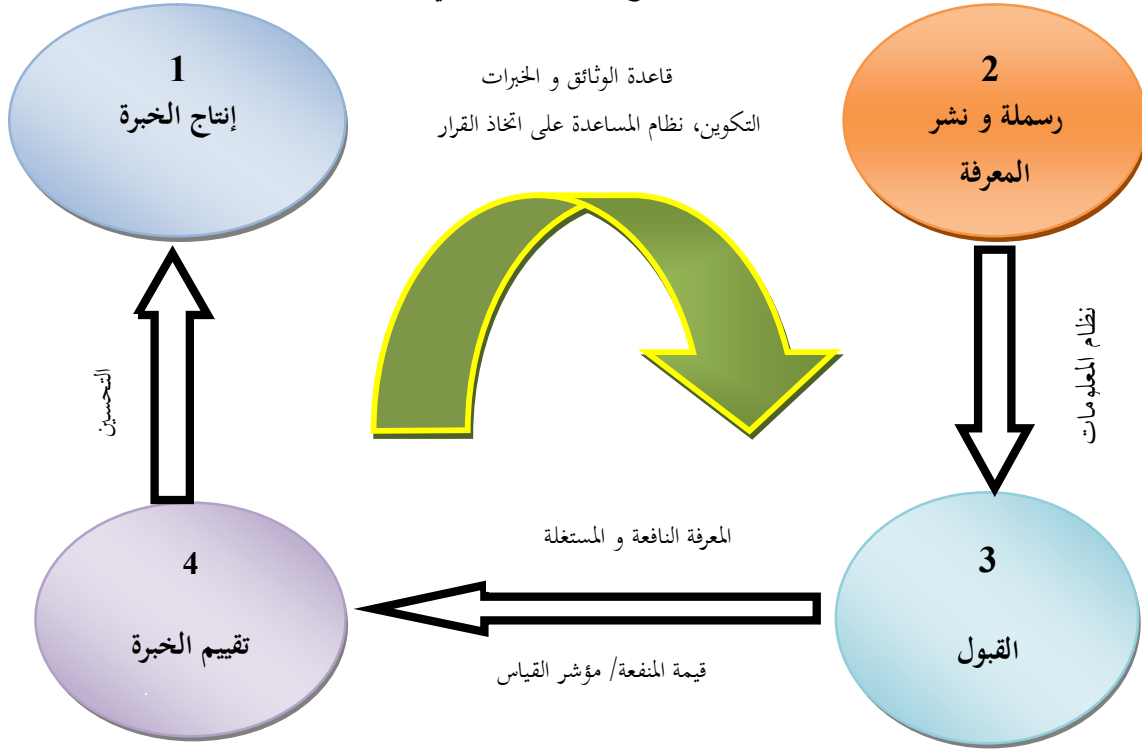 1
إنتاج الخبرة
قاعدة الوثائق و الخبرات
التكوين، نظام المساعدة على اتخاذ القرار
2
رسملة و نشر
المعرفة
نظام المعلومات
التحسين
3
القبول
المعرفة النافعة و المستغلة
قيمة المنفعة/ مؤشر القياس
4
تقييم الخبرة